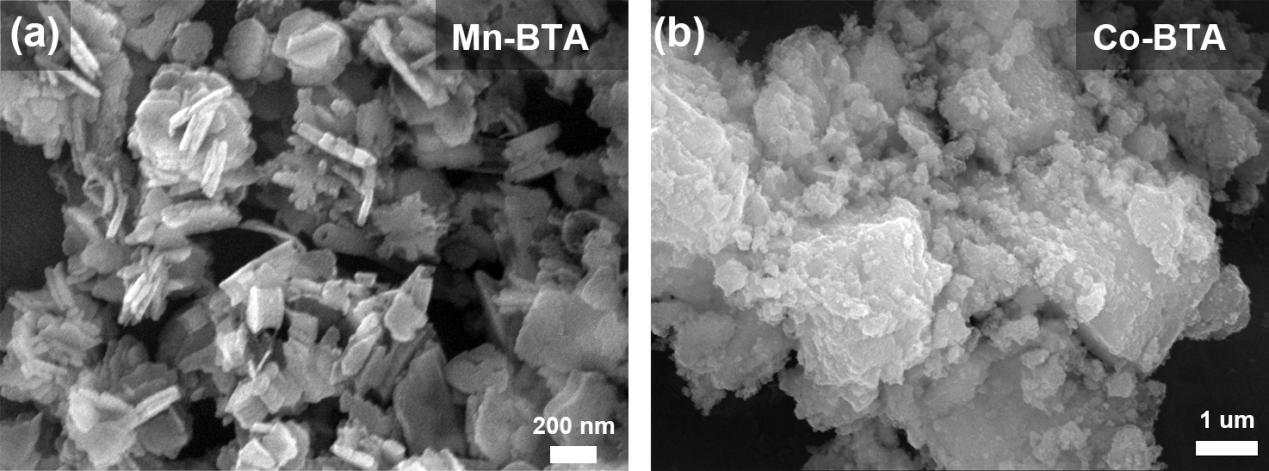 (a)
Mn-BTA
200 nm
(b)
Co-BTA
1 um